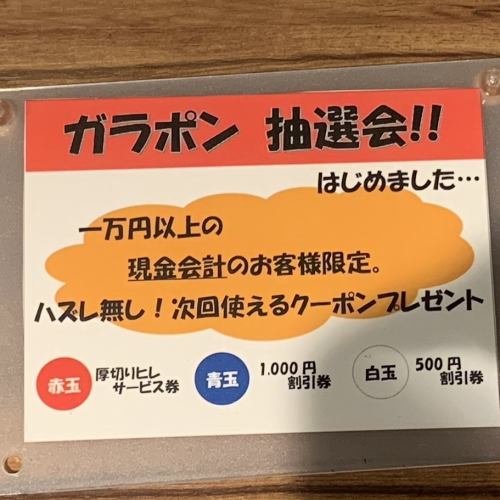 ガラポン 抽選会!!
はじめました…
一万円以上の
現金会計のお客様限定。
ハズレ無し！次回使えるクーポンプレゼント
赤玉
厚切りヒレ
サービス券
青玉
1.000円
割引券
白玉
500円
割引券